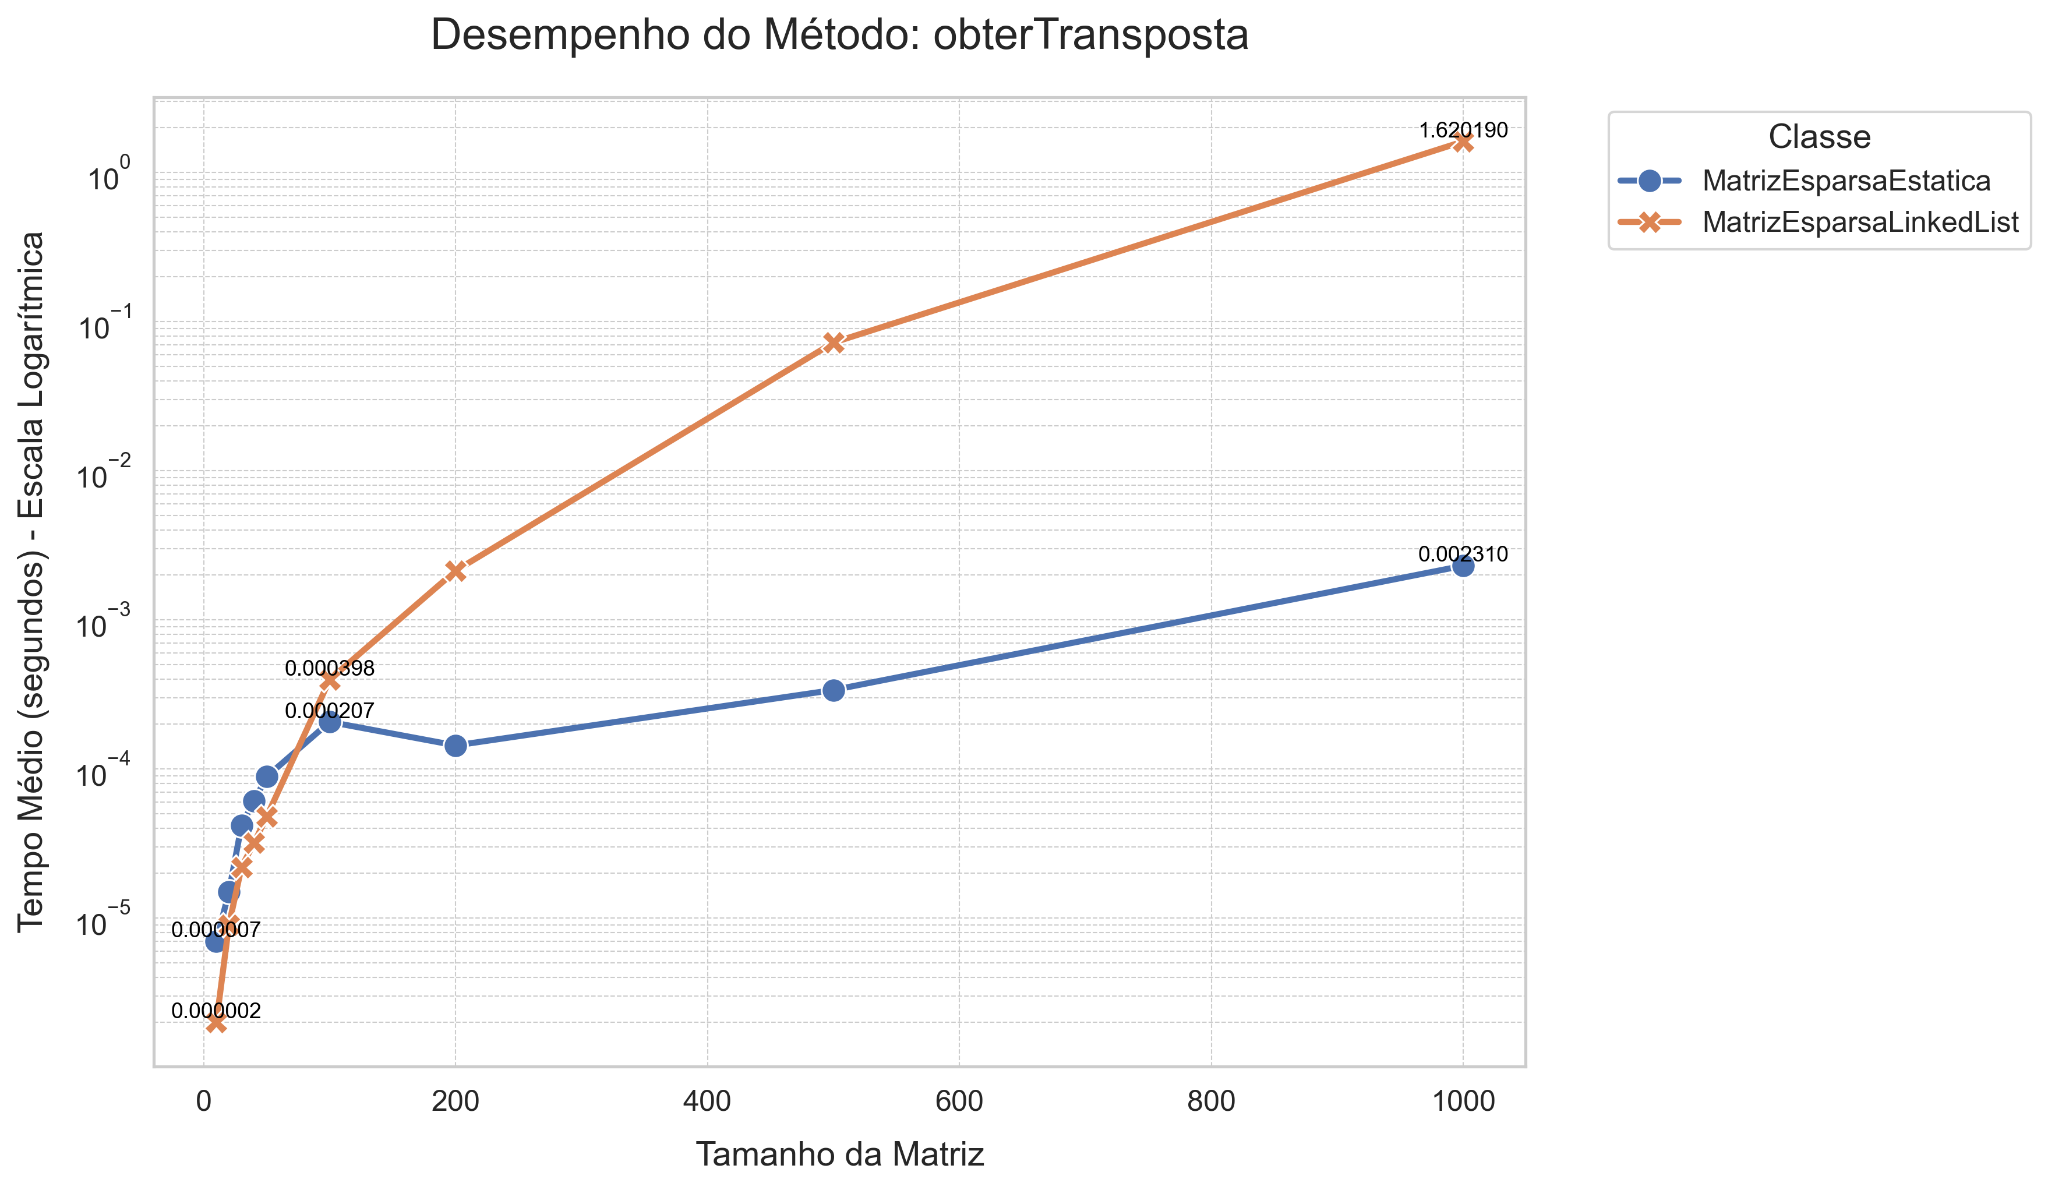 Desempenho do Método: obterTransposta
Tempo Médio (segundos) - Escala Logarítmica
10⁰
10⁻¹
10⁻²
10⁻³
10⁻⁴
10⁻⁵
1.620190
0.002310
0.000398
0.000207
0.000007
0.000002
0 200 400 600 800 1000
Tamanho da Matriz
Classe
MatrizEsparsaEstatica
MatrizEsparsaLinkedList